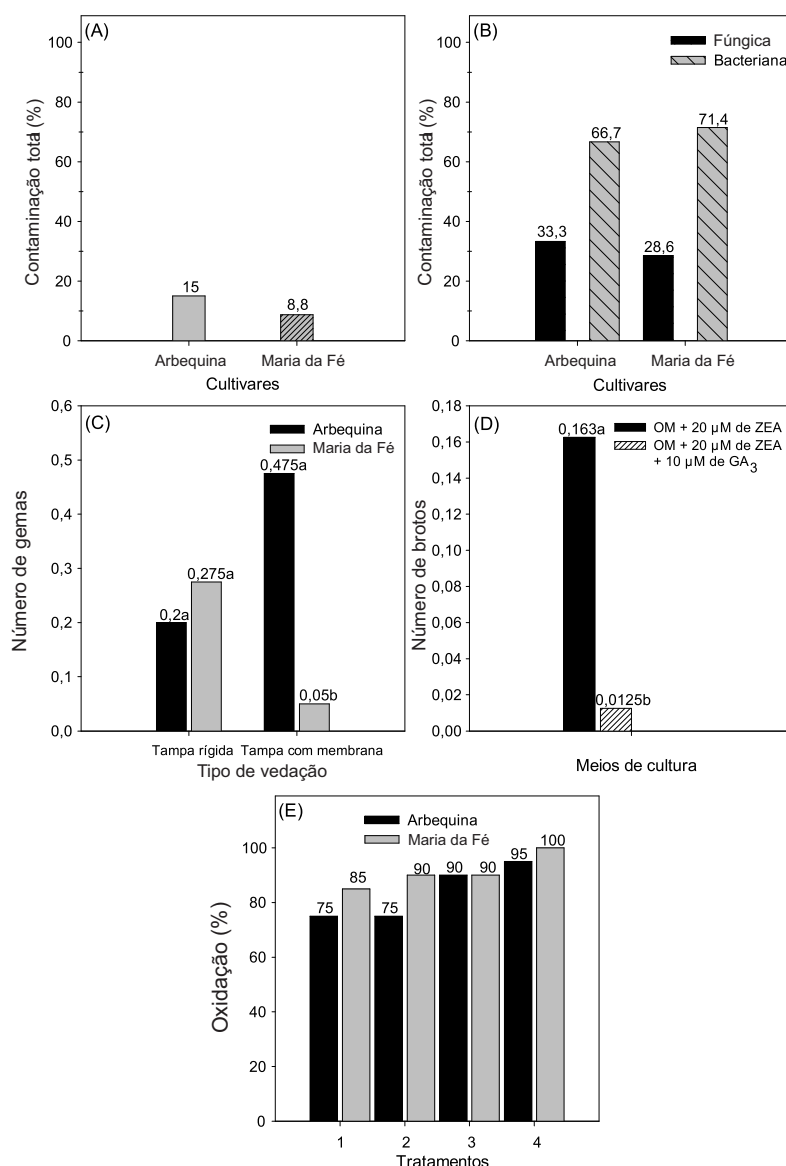 (A)
Contaminação total (%)
100
80
60
40
20
0
15
8,8
Arbequina
Maria da Fé
Cultivares
(B)
Fúngica
Bacteriana
Contaminação total (%)
100
80
60
40
20
0
33,3
66,7
28,6
71,4
Arbequina
Maria da Fé
Cultivares
(C)
Arbequina
Maria da Fé
Número de gemas
0,6
0,5
0,4
0,3
0,2
0,1
0,0
0,2a
0,275a
0,475a
0,05b
Tampa rígida
Tampa com membrana
Tipo de vedação
(D)
OM + 20 µM de ZEA
OM + 20 µM de ZEA
+ 10 µM de GA3
Número de brotos
0,18
0,16
0,14
0,12
0,10
0,08
0,06
0,04
0,02
0,00
0,163a
0,0125b
Meios de cultura
(E)
Arbequina
Maria da Fé
Oxidação (%)
100
80
60
40
20
0
75
85
75
90
90
90
95
100
1
2
3
4
Tratamentos